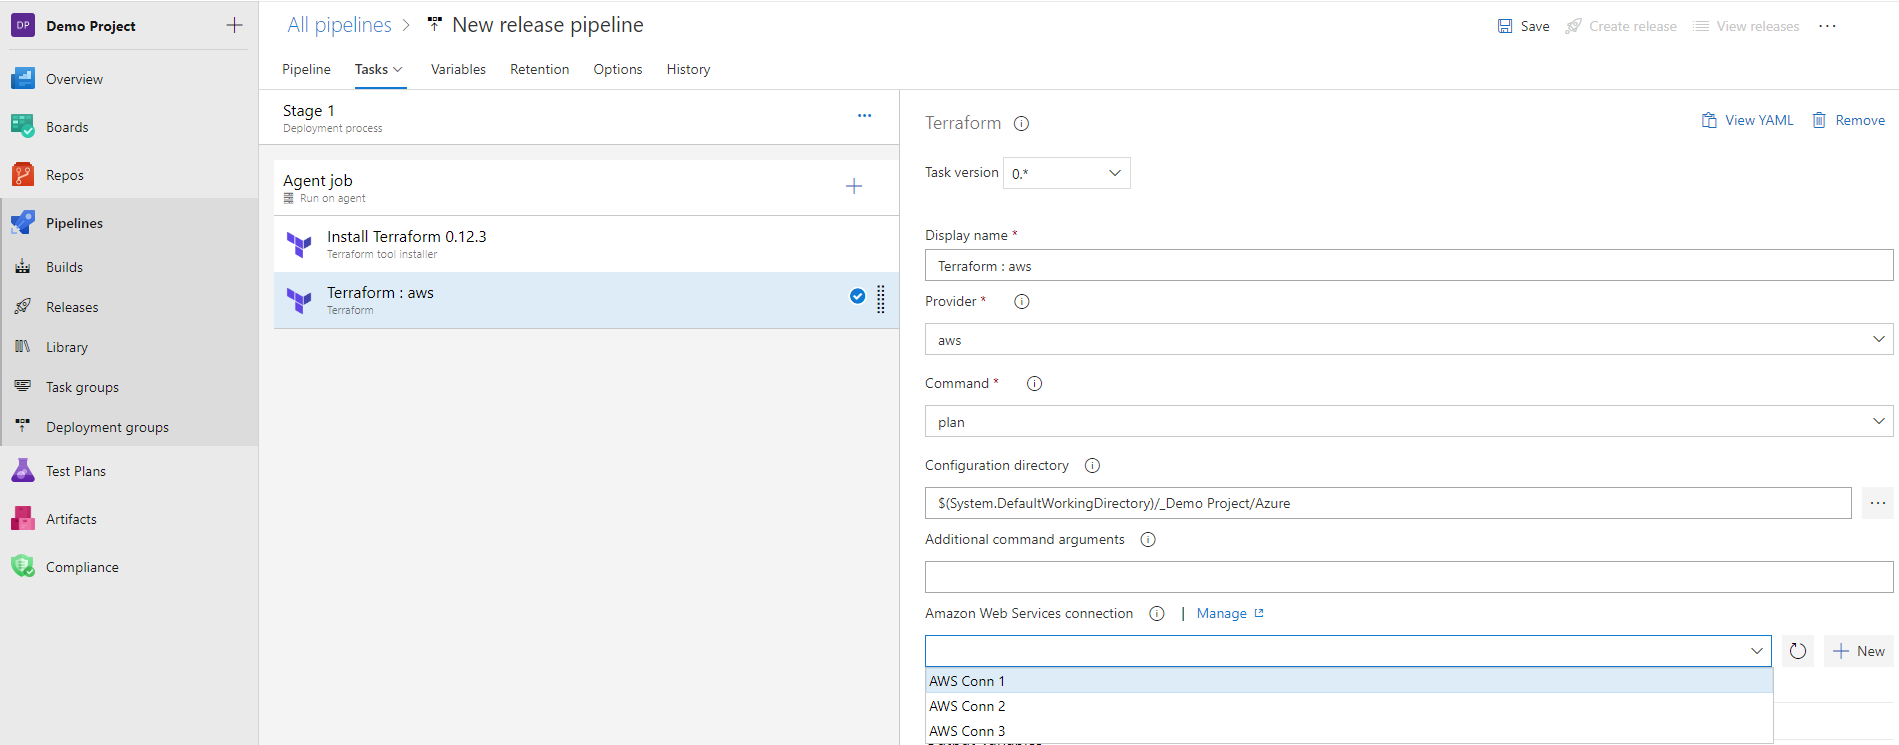 DP
Demo Project
Overview
Boards
Repos
Pipelines
Builds
Releases
Library
Task groups
Deployment groups
Test Plans
Artifacts
Compliance
All pipelines > New release pipeline
Save
Create release
View releases
Pipeline
Tasks
Variables
Retention
Options
History
Stage 1
Deployment process
Agent job
Run on agent
Install Terraform 0.12.3
Terraform tool installer
Terraform : aws
Terraform
Terraform
View YAML
Remove
Task version
0.*
Display name *
Terraform : aws
Provider *
aws
Command *
plan
Configuration directory
$(System.DefaultWorkingDirectory)/_Demo Project/Azure
Additional command arguments
Amazon Web Services connection | Manage
New
AWS Conn 1
AWS Conn 2
AWS Conn 3